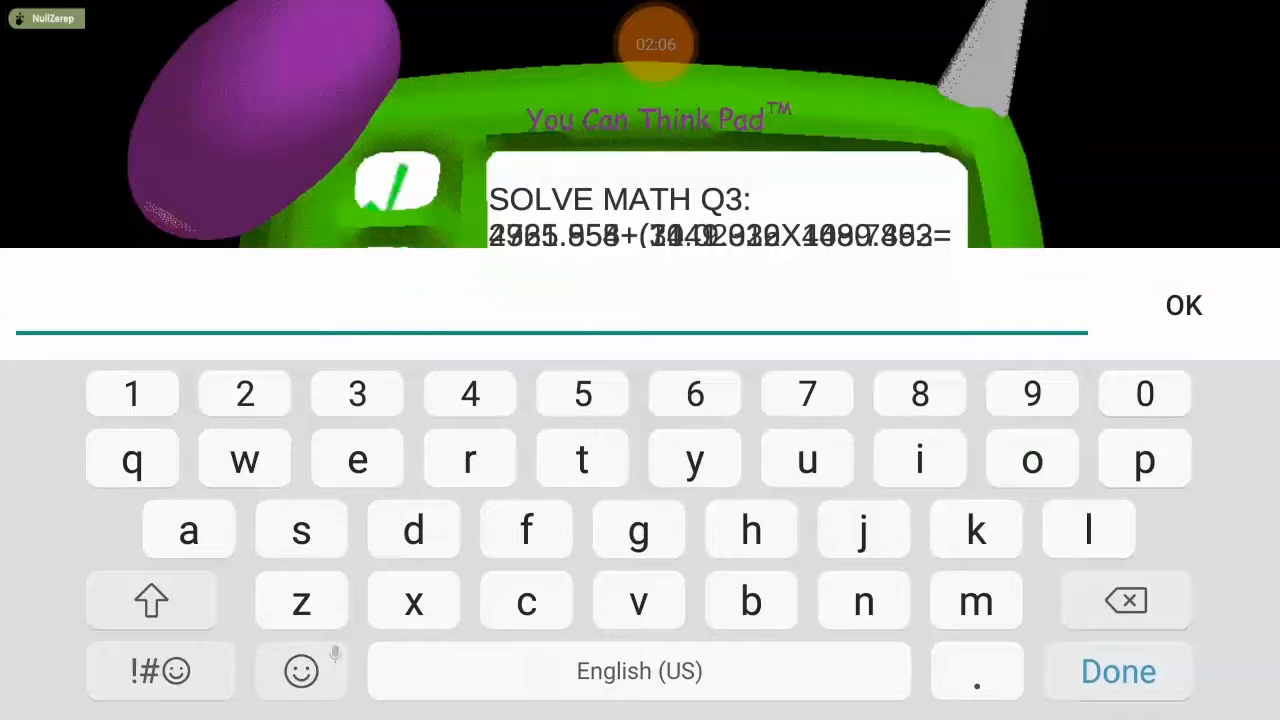 NullZerep
02:06
You Can Think Pad™
SOLVE MATH Q3:
OK
1 2 3 4 5 6 7 8 9 0
q w e r t y u i o p
a s d f g h j k l
z x c v b n m
!#☺ English (US) . Done